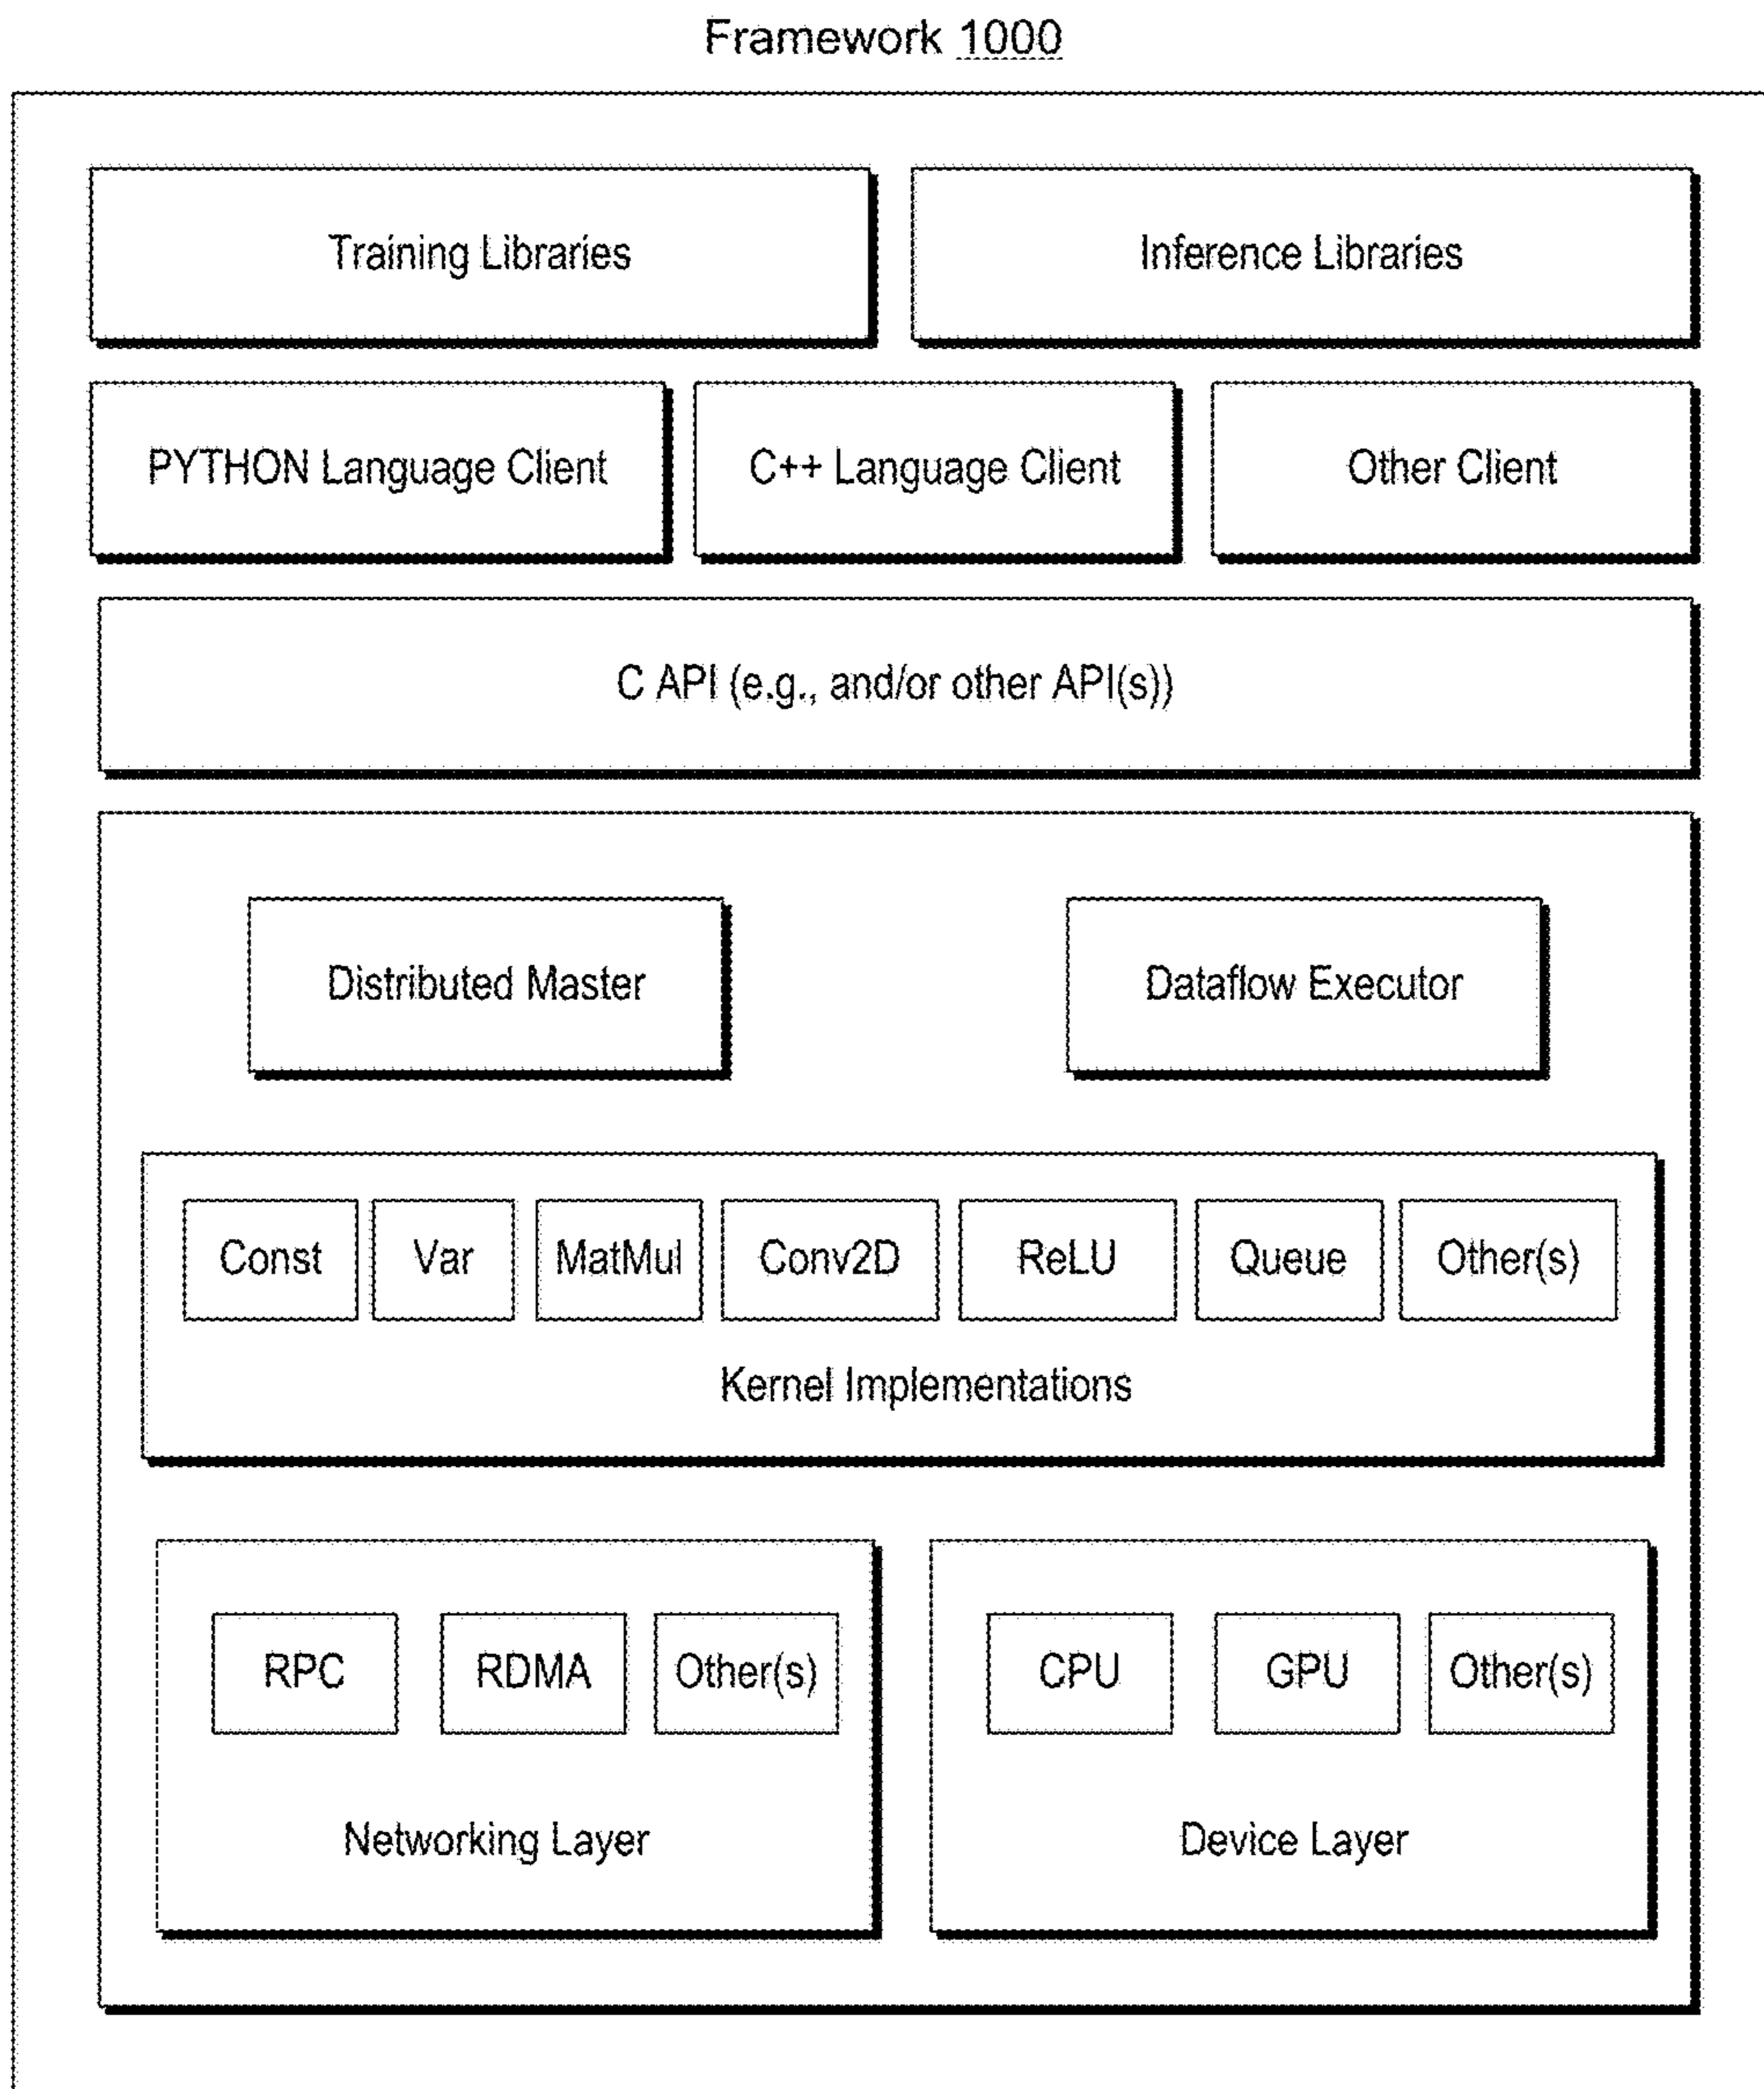 Framework 1000
Training Libraries
Inference Libraries
PYTHON Language Client
C++ Language Client
Other Client
C API (e.g., and/or other API(s))
Distributed Master
Dataflow Executor
Const
Var
MatMul
Conv2D
ReLU
Queue
Other(s)
Kernel Implementations
RPC
RDMA
Other(s)
Networking Layer
CPU
GPU
Other(s)
Device Layer